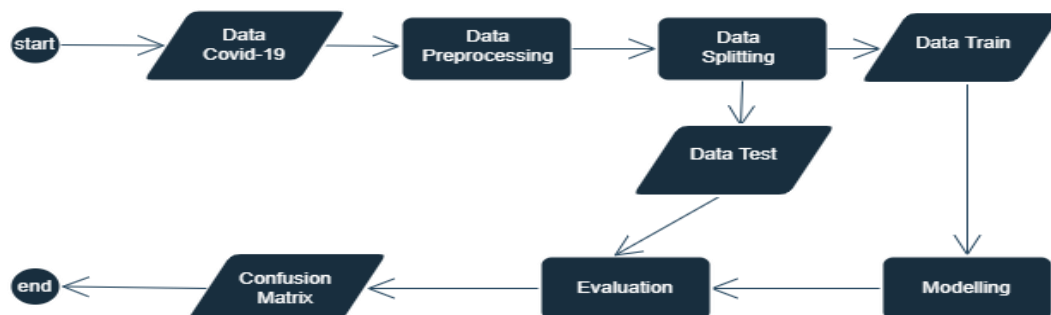 start
Data
Covid-19
Data
Preprocessing
Data
Splitting
Data Train
Data Test
end
Confusion
Matrix
Evaluation
Modelling